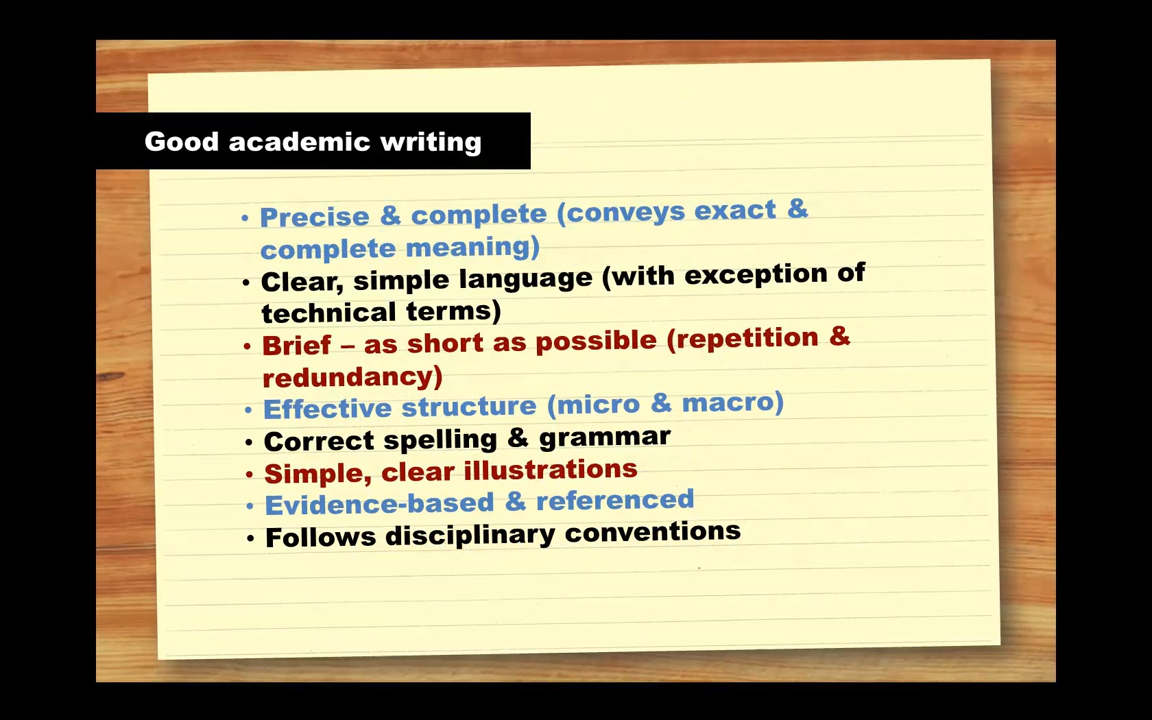 Good academic writing
• Precise & complete (conveys exact &
complete meaning)
• Clear, simple language (with exception of
technical terms)
• Brief – as short as possible (repetition &
redundancy)
• Effective structure (micro & macro)
• Correct spelling & grammar
• Simple, clear illustrations
• Evidence-based & referenced
• Follows disciplinary conventions